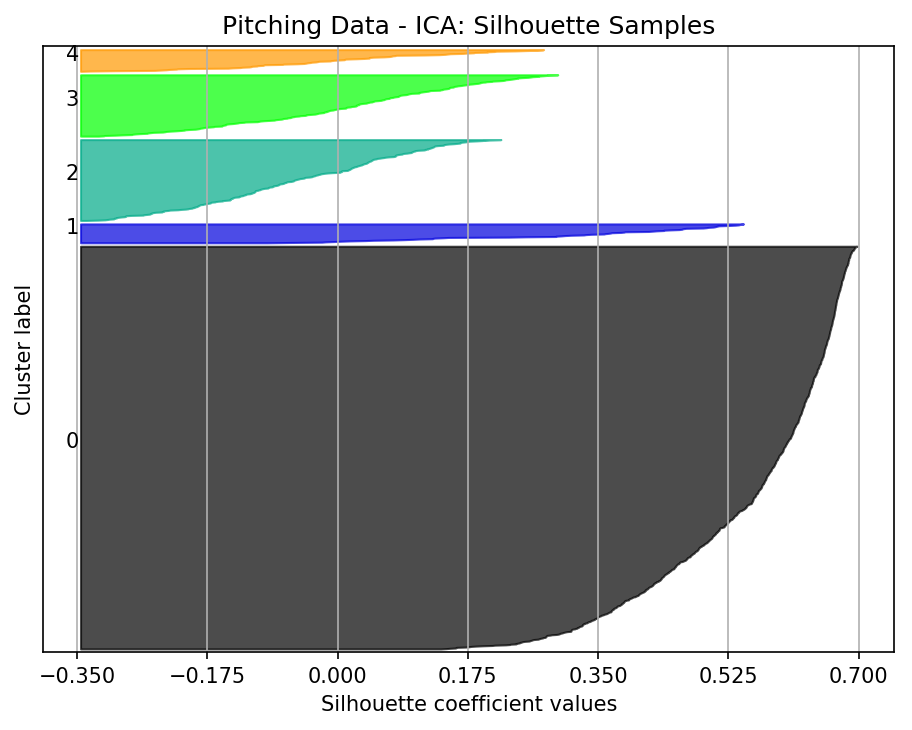 Pitching Data - ICA: Silhouette Samples
4
3
2
1
0
Cluster label
−0.350 −0.175 0.000 0.175 0.350 0.525 0.700
Silhouette coefficient values